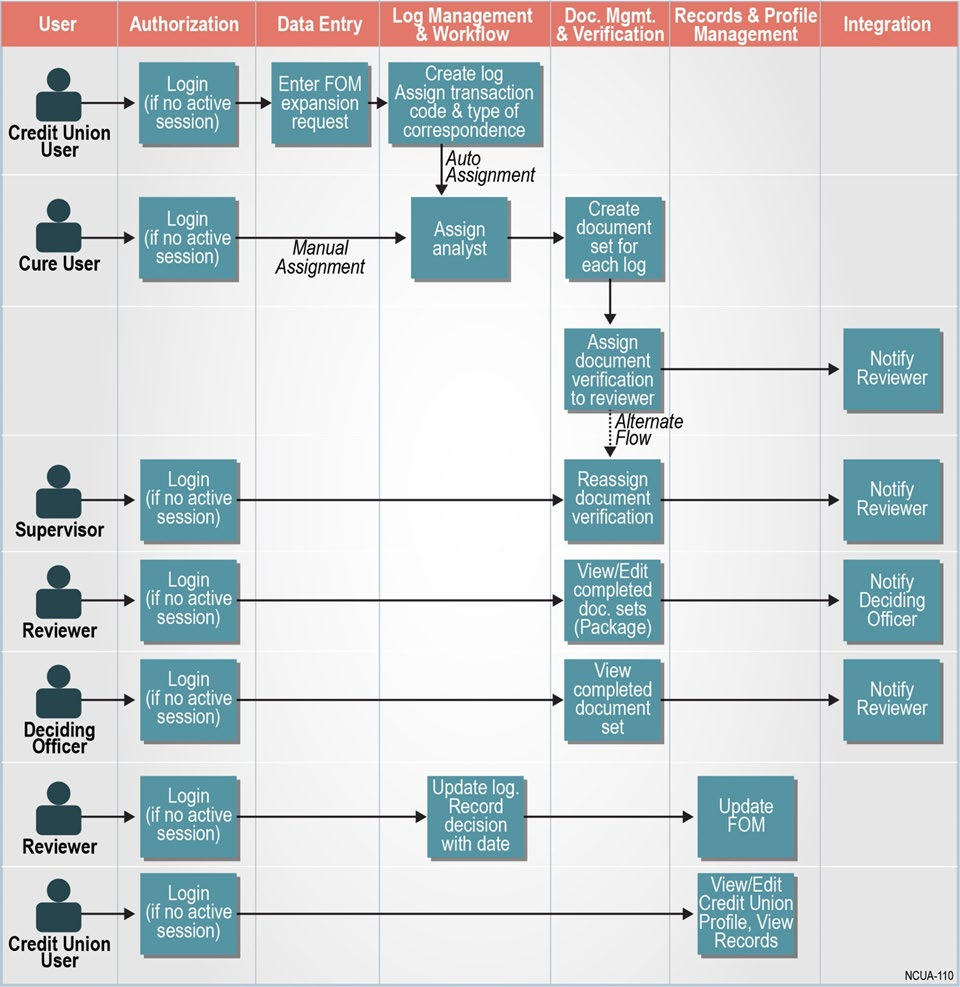 User
Authorization
Data Entry
Log Management
& Workflow
Doc. Mgmt.
& Verification
Records & Profile
Management
Integration
Credit Union
User
Login
(if no active
session)
Enter FOM
expansion
request
Create log
Assign transaction
code & type of
correspondence
Auto
Assignment
Cure User
Login
(if no active
session)
Manual
Assignment
Assign
analyst
Create
document
set for
each log
Assign
document
verification
to reviewer
Notify
Reviewer
Alternate
Flow
Supervisor
Login
(if no active
session)
Reassign
document
verification
Notify
Reviewer
Reviewer
Login
(if no active
session)
View/Edit
completed
doc. sets
(Package)
Notify
Deciding
Officer
Deciding
Officer
Login
(if no active
session)
View
completed
document
set
Notify
Reviewer
Reviewer
Login
(if no active
session)
Update log.
Record
decision
with date
Update
FOM
Credit Union
User
Login
(if no active
session)
View/Edit
Credit Union
Profile, View
Records
NCUA-110